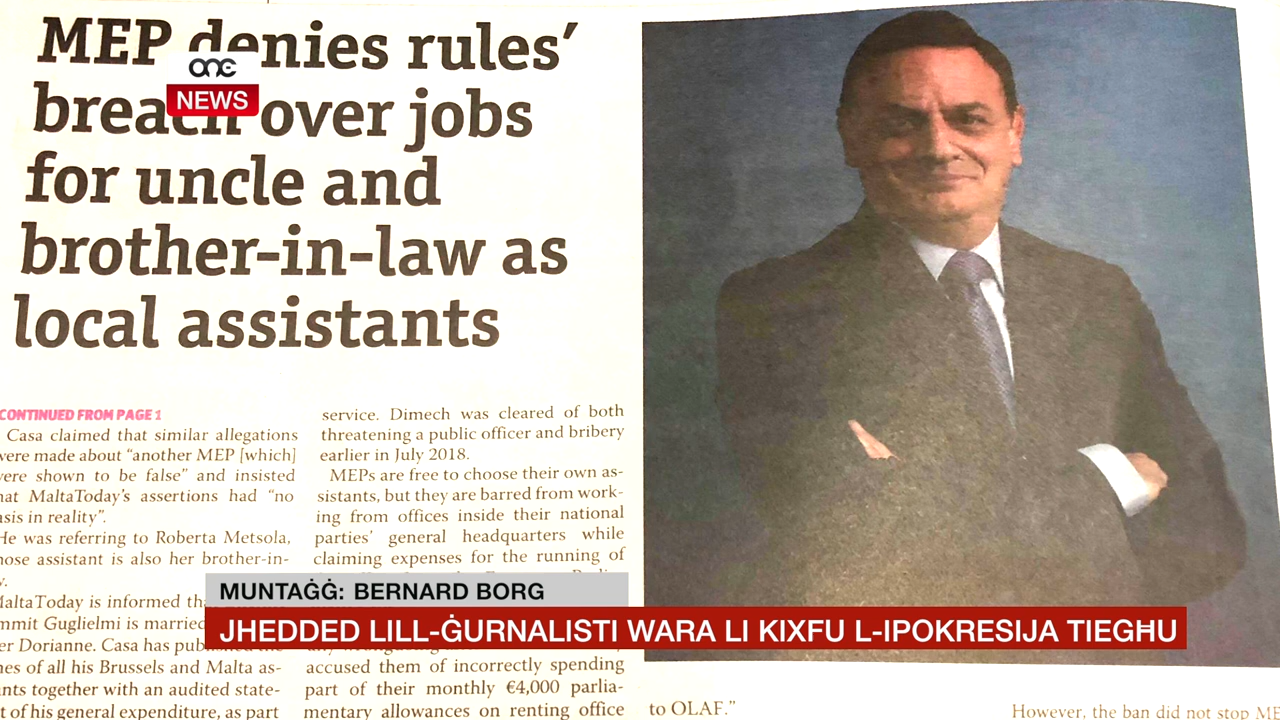 MEP denies rules’
breach over jobs
for uncle and
brother-in-law as
local assistants
one
NEWS
CONTINUED FROM PAGE 1
Casa claimed that similar allegations
were made about “another MEP [which]
were shown to be false” and insisted
that MaltaToday’s assertions had “no
basis in reality”.
He was referring to Roberta Metsola,
whose assistant is also her brother-in-
MaltaToday is informed
Guglielmi is married
Dorianne. Casa has
of all his Brussels and Malta as-
together with an audited state-
of his general expenditure, as part
service. Dimech was cleared of both
threatening a public officer and bribery
earlier in July 2018.
MEPs are free to choose their own as-
sistants, but they are barred from work-
ing from offices inside their national
parties’ general headquarters while
claiming expenses for the running of
accused them of incorrectly spending
part of their monthly €4,000 parlia-
mentary allowances on renting office
to OLAF.”
However, the ban did not stop
MUNTAĠĠ: BERNARD BORG
JHEDDED LILL-ĠURNALISTI WARA LI KIXFU L-IPOKRESIJA TIEGĦU